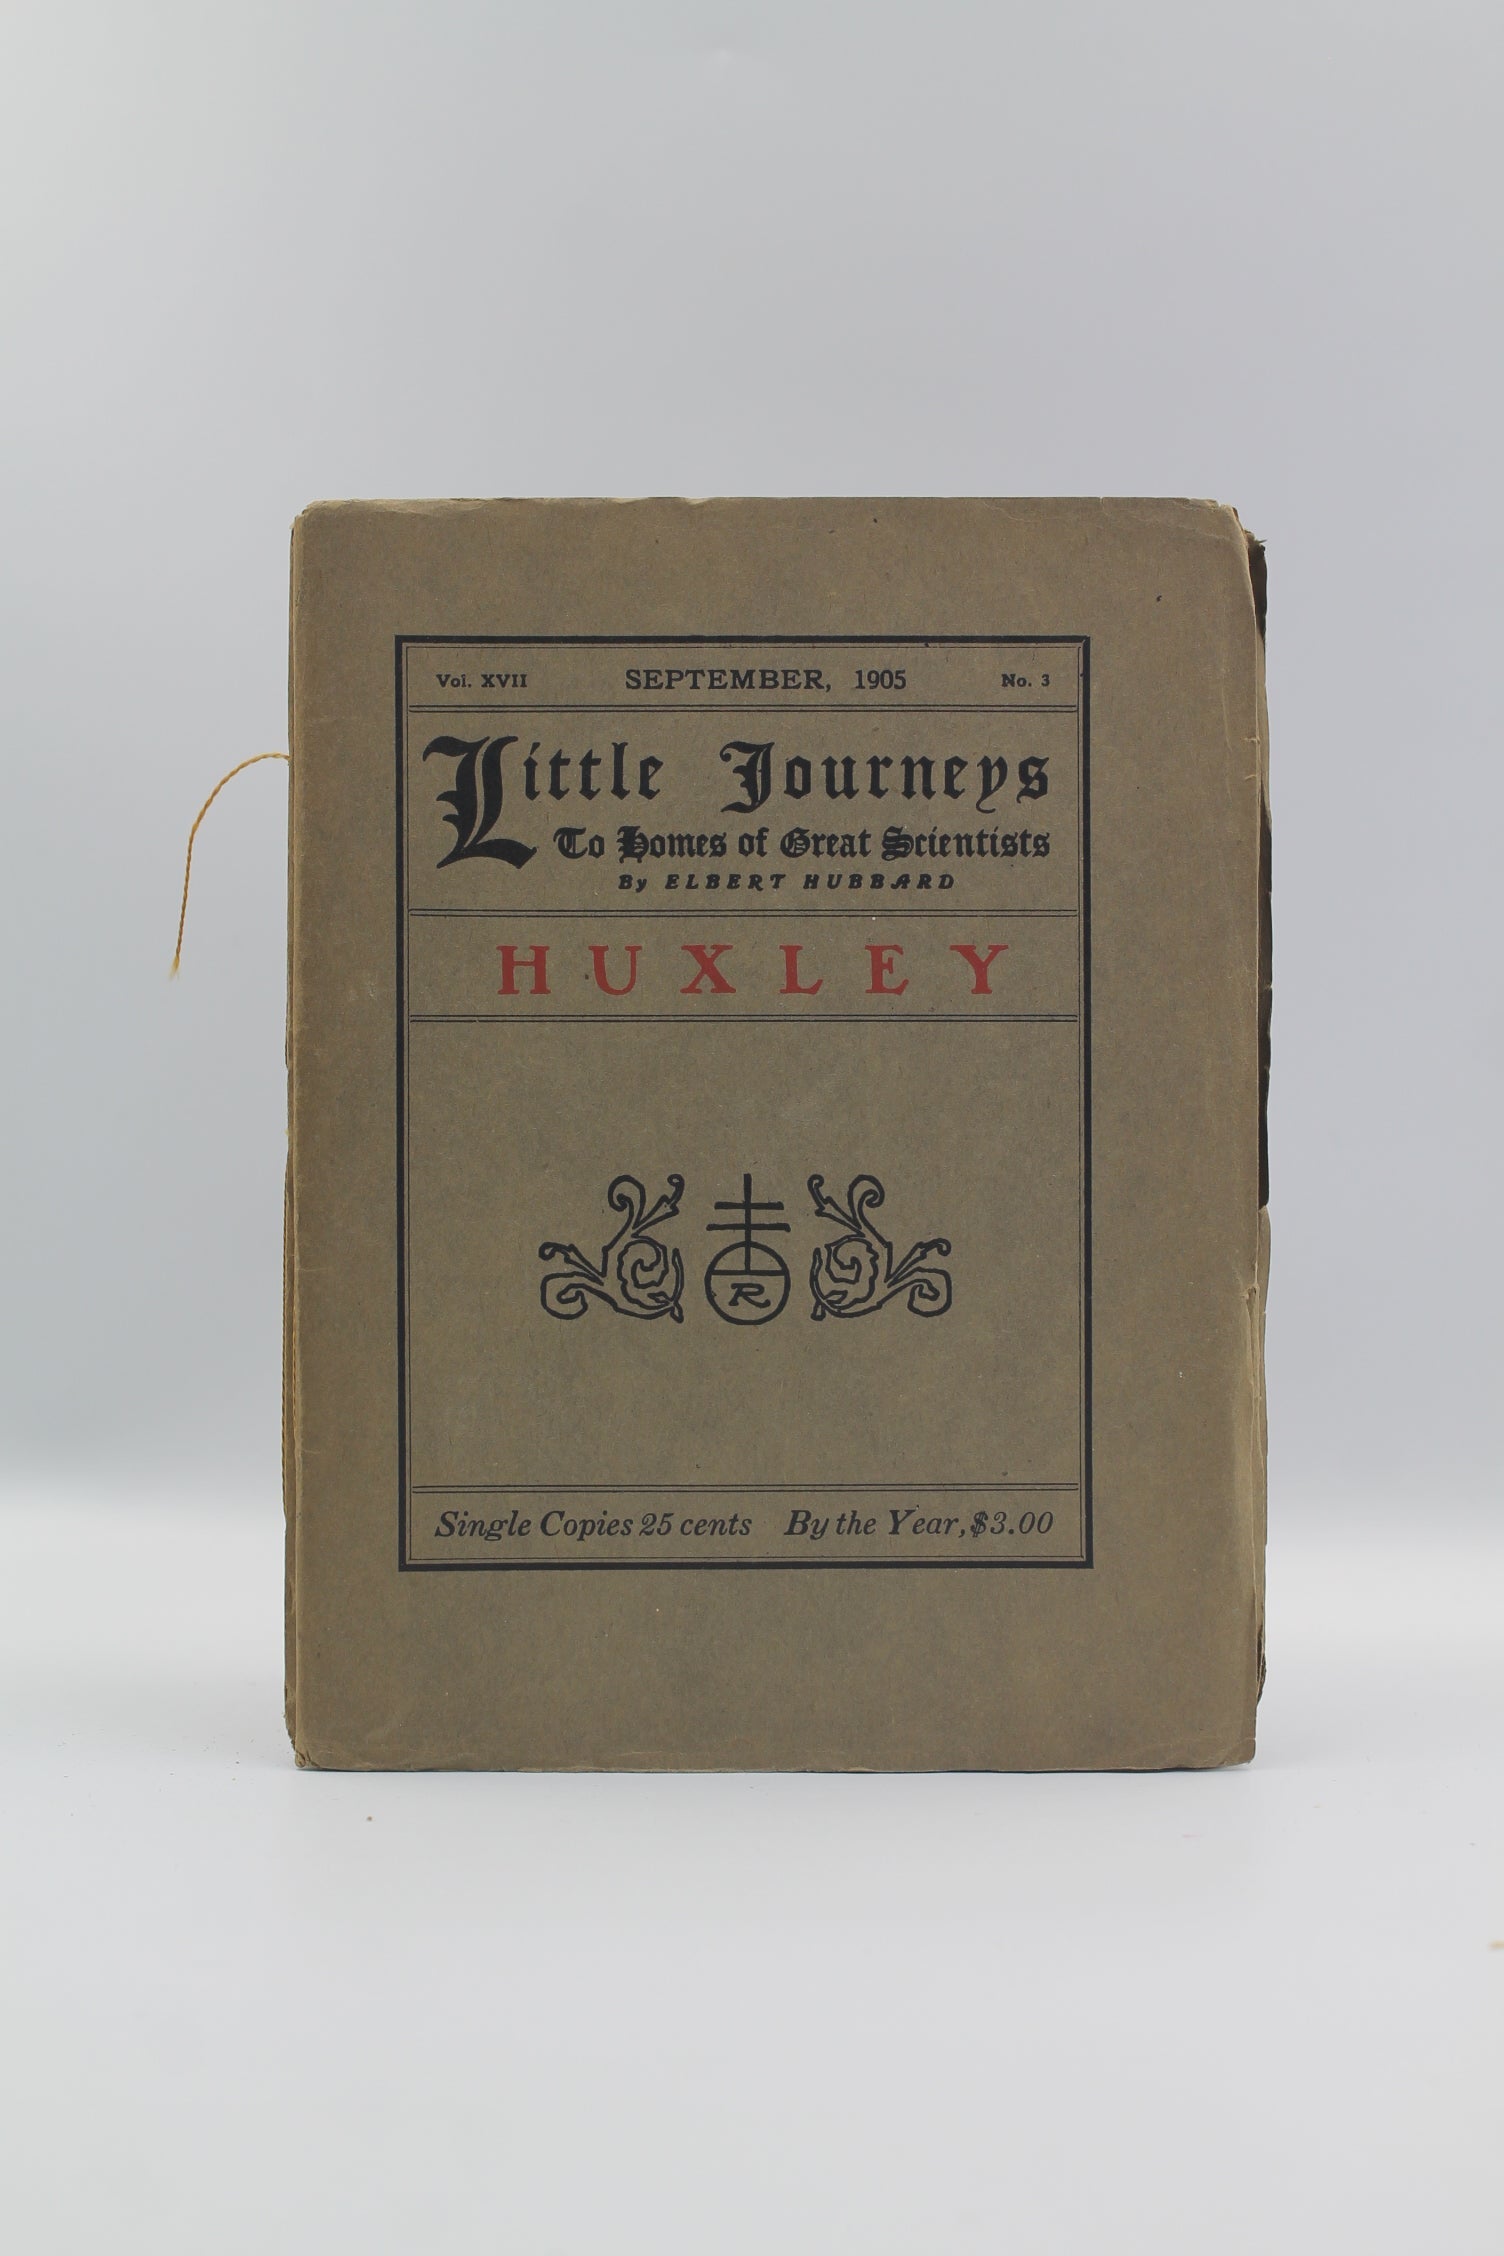 Vol. XVII SEPTEMBER, 1905 No. 3
Little Journeys
To Homes of Great Scientists
By ELBERT HUBBARD
HUXLEY
R
Single Copies 25 cents By the Year, $3.00